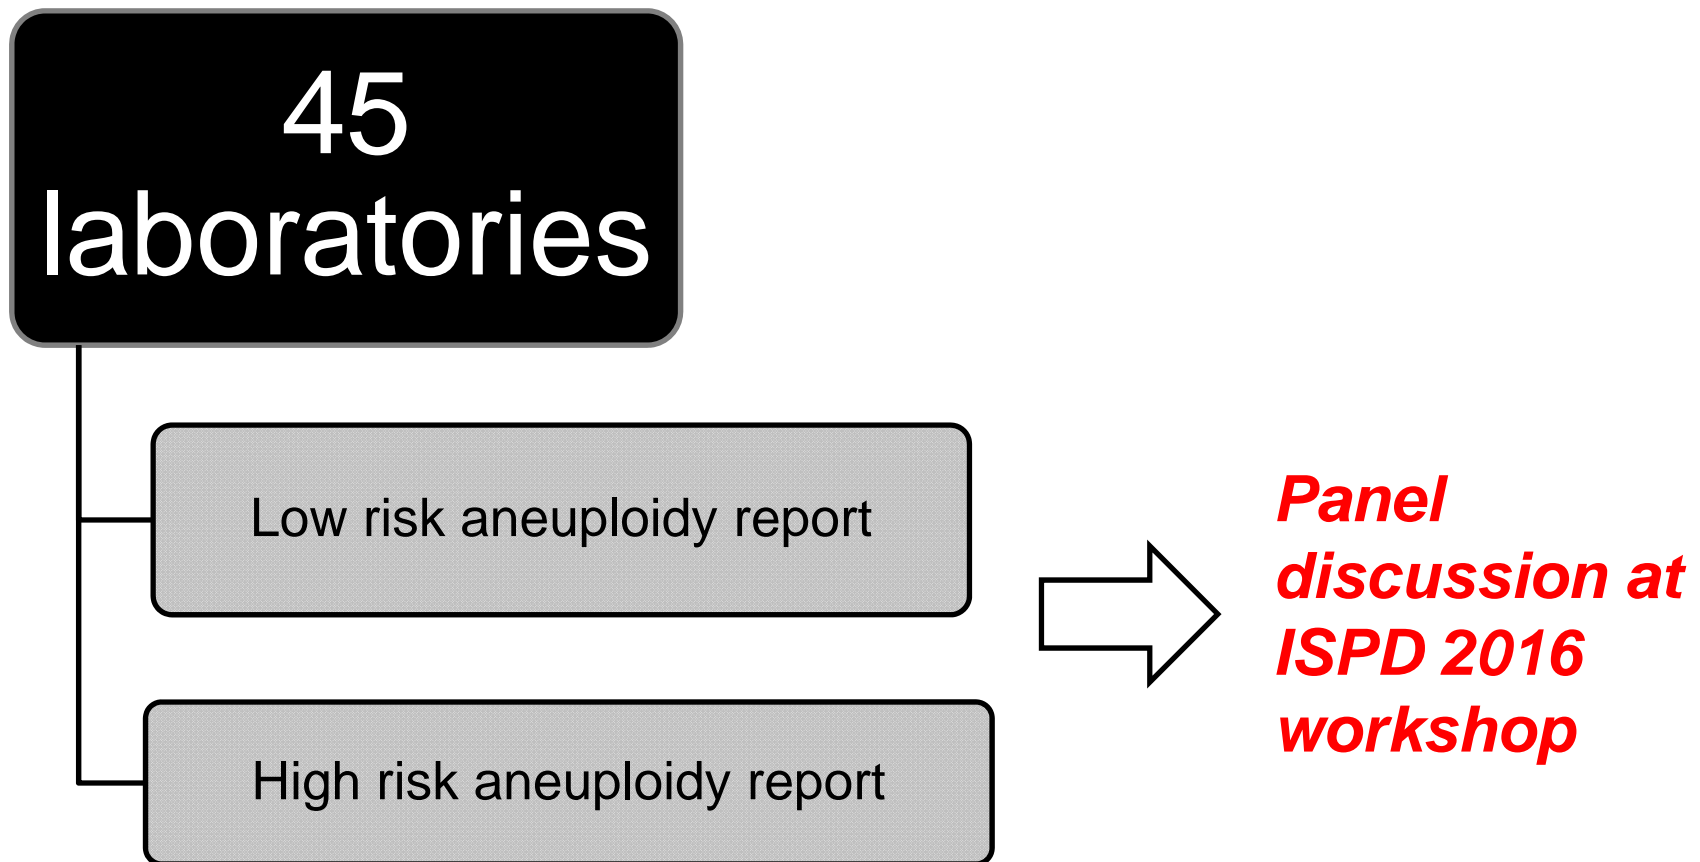 45
laboratories
Low risk aneuploidy report
High risk aneuploidy report
Panel
discussion at
ISPD 2016
workshop